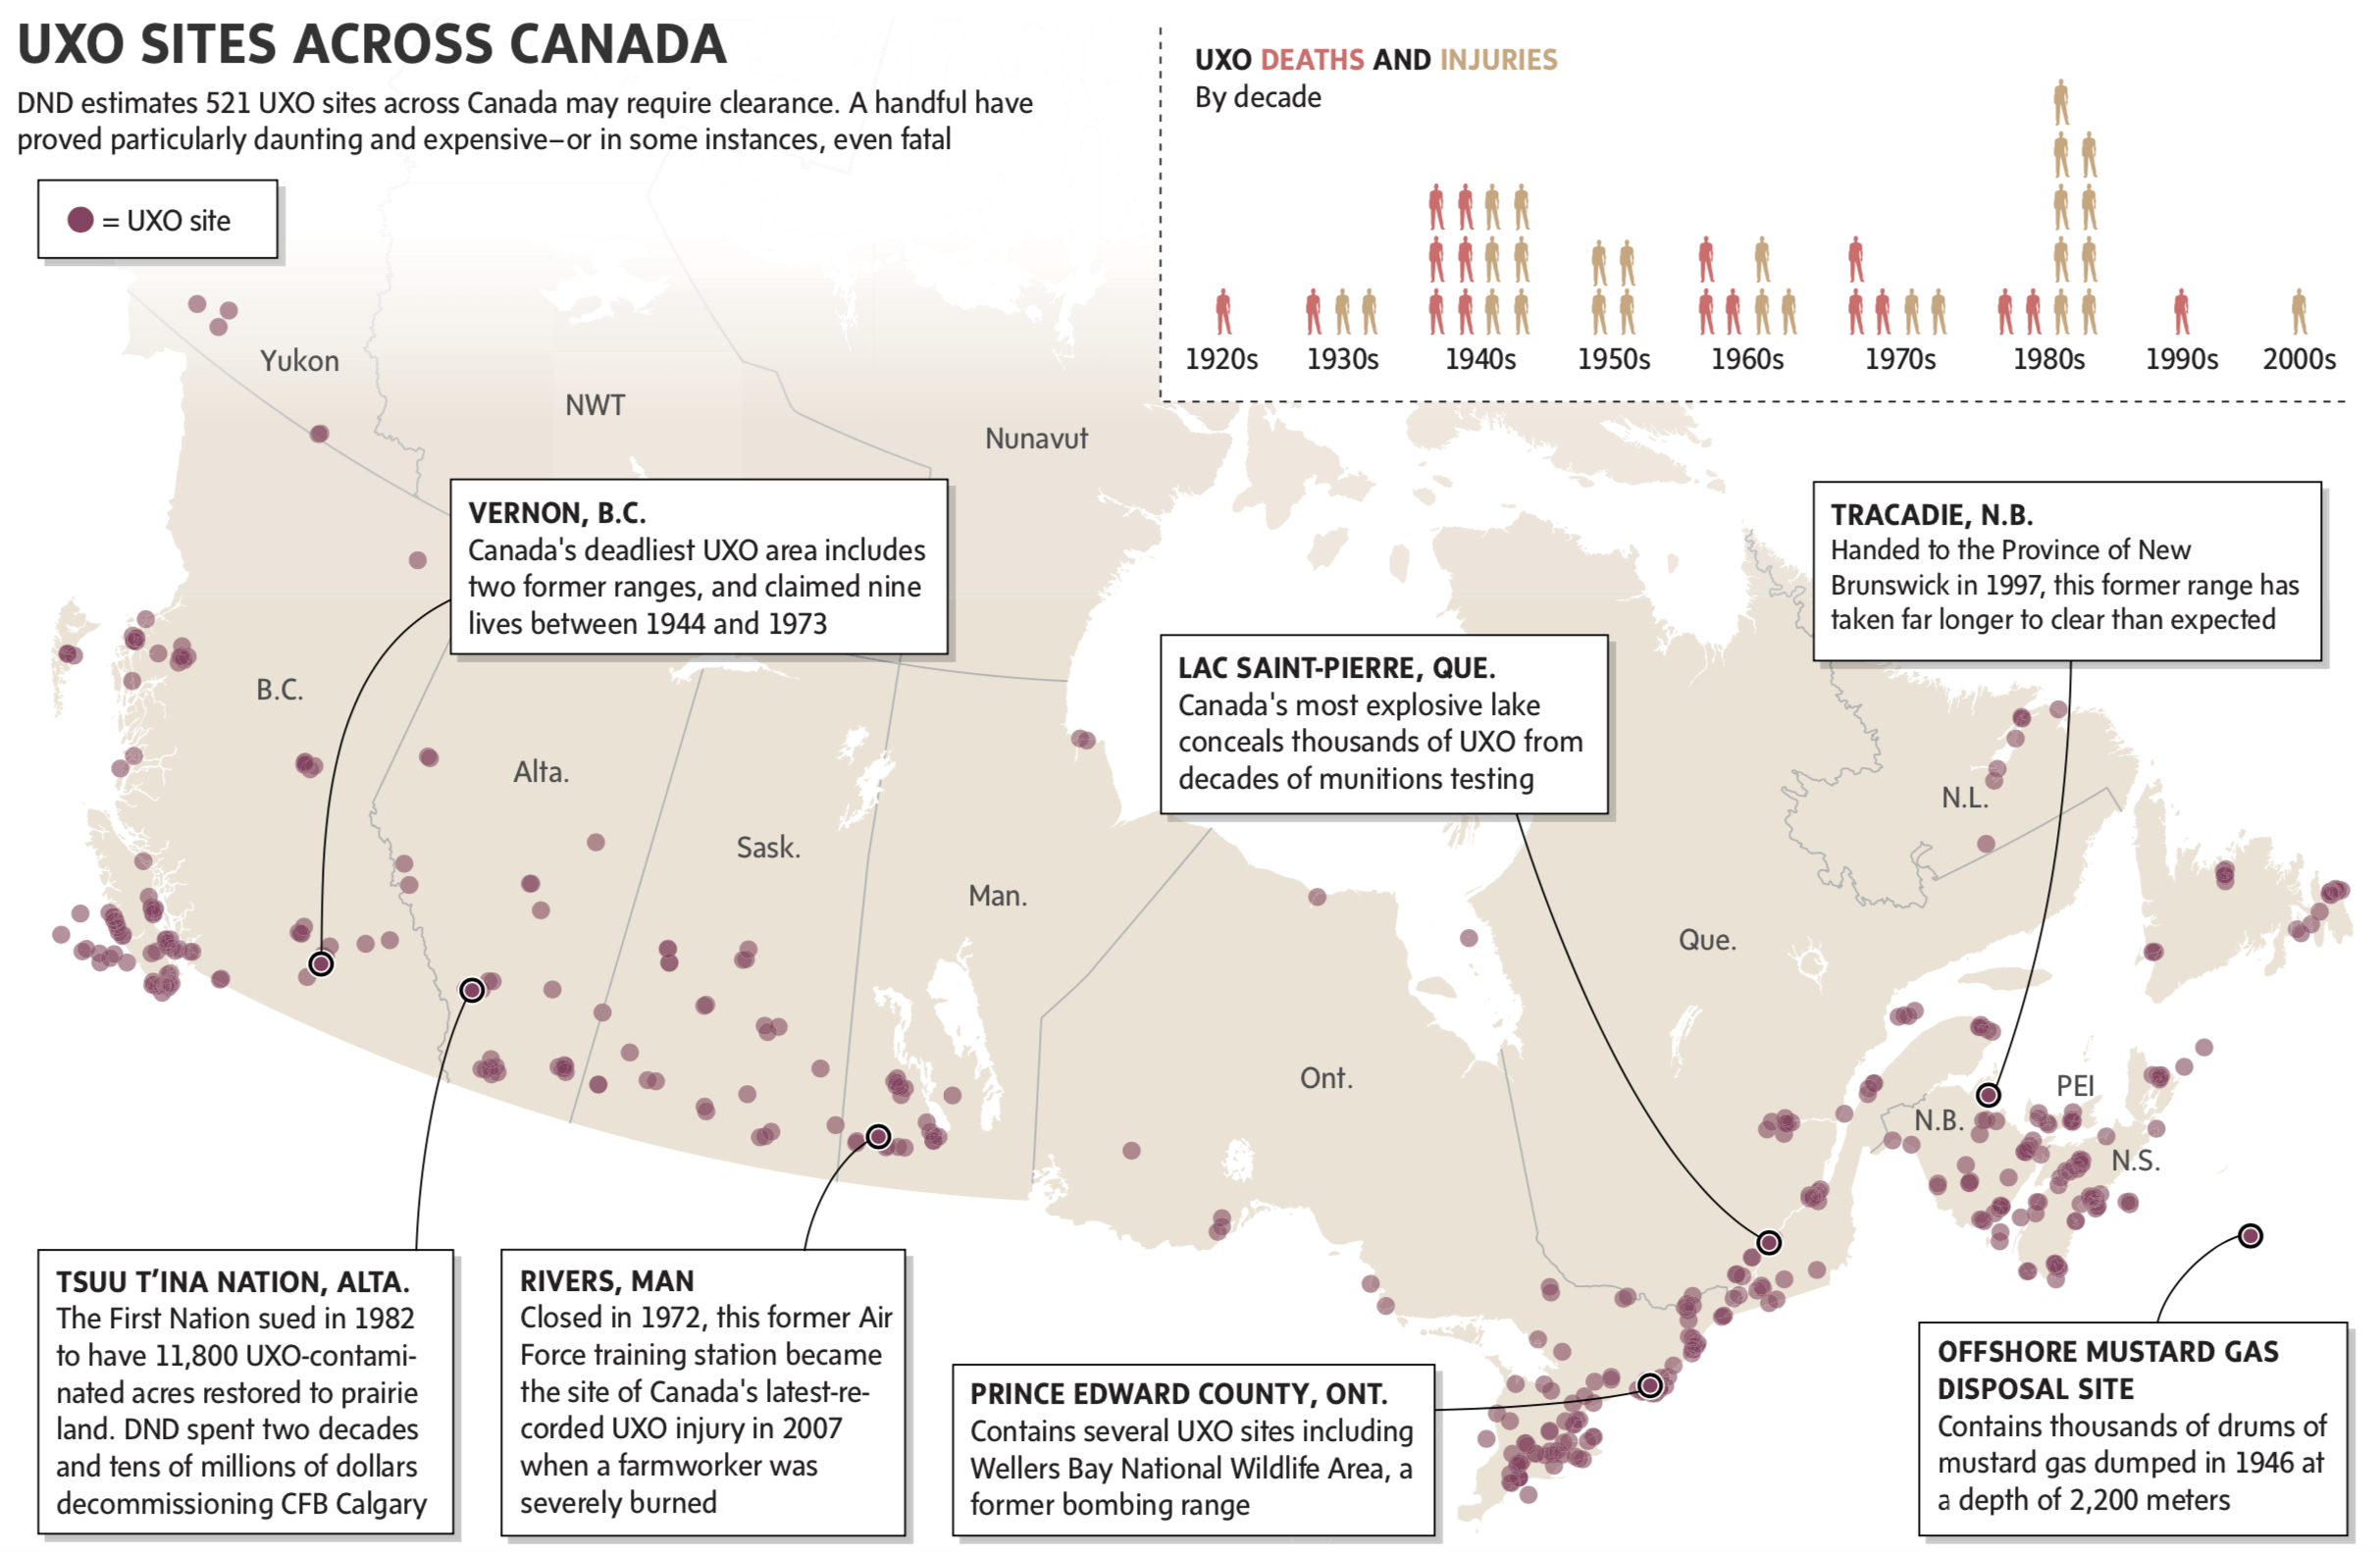 UXO SITES ACROSS CANADA
DND estimates 521 UXO sites across Canada may require clearance. A handful have
proved particularly daunting and expensive–or in some instances, even fatal
= UXO site
UXO DEATHS AND INJURIES
By decade
1920s 1930s 1940s 1950s 1960s 1970s 1980s 1990s 2000s
Yukon
NWT
Nunavut
VERNON, B.C.
Canada's deadliest UXO area includes
two former ranges, and claimed nine
lives between 1944 and 1973
TRACADIE, N.B.
Handed to the Province of New
Brunswick in 1997, this former range has
taken far longer to clear than expected
LAC SAINT-PIERRE, QUE.
Canada's most explosive lake
conceals thousands of UXO from
decades of munitions testing
B.C.
Alta.
Sask.
Man.
Ont.
Que.
N.L.
PEI
N.B.
N.S.
TSUU T’INA NATION, ALTA.
The First Nation sued in 1982
to have 11,800 UXO-contami-
nated acres restored to prairie
land. DND spent two decades
and tens of millions of dollars
decommissioning CFB Calgary
RIVERS, MAN
Closed in 1972, this former Air
Force training station became
the site of Canada's latest-re-
corded UXO injury in 2007
when a farmworker was
severely burned
PRINCE EDWARD COUNTY, ONT.
Contains several UXO sites including
Wellers Bay National Wildlife Area, a
former bombing range
OFFSHORE MUSTARD GAS
DISPOSAL SITE
Contains thousands of drums of
mustard gas dumped in 1946 at
a depth of 2,200 meters